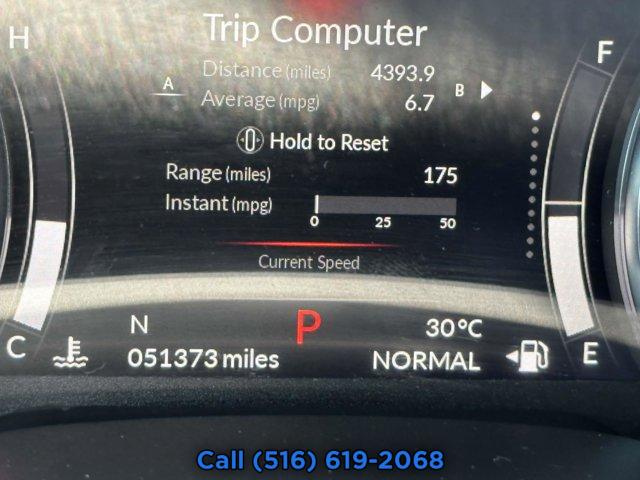 H
Trip Computer
F
Distance (miles) 4393.9
A
B
Average (mpg) 6.7
Hold to Reset
Range (miles) 175
Instant (mpg)
0 25 50
Current Speed
N P 30°C
C 051373 miles NORMAL E
Call (516) 619-2068